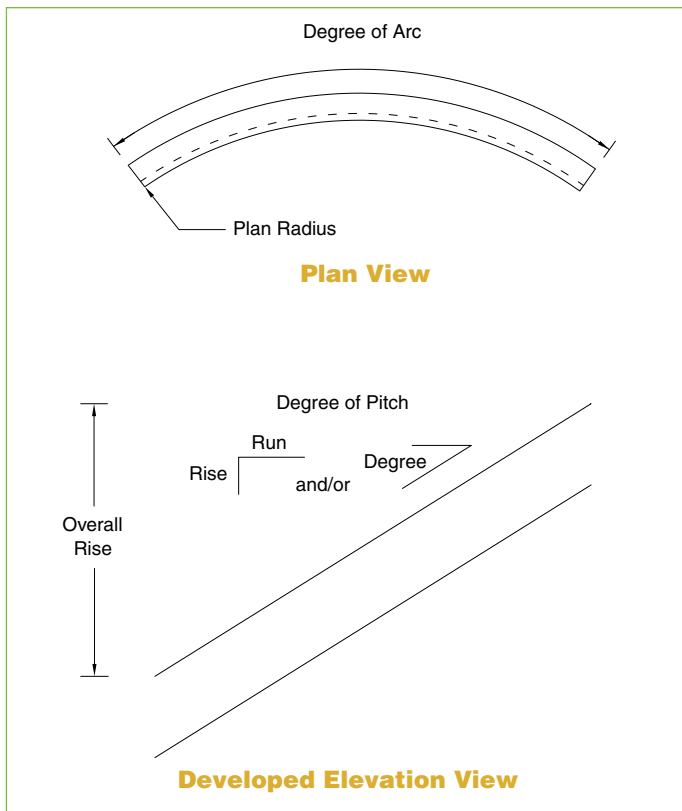 Degree of Arc
Plan Radius
Plan View
Degree of Pitch
Run
Rise
and/or
Degree
Overall
Rise
Developed Elevation View